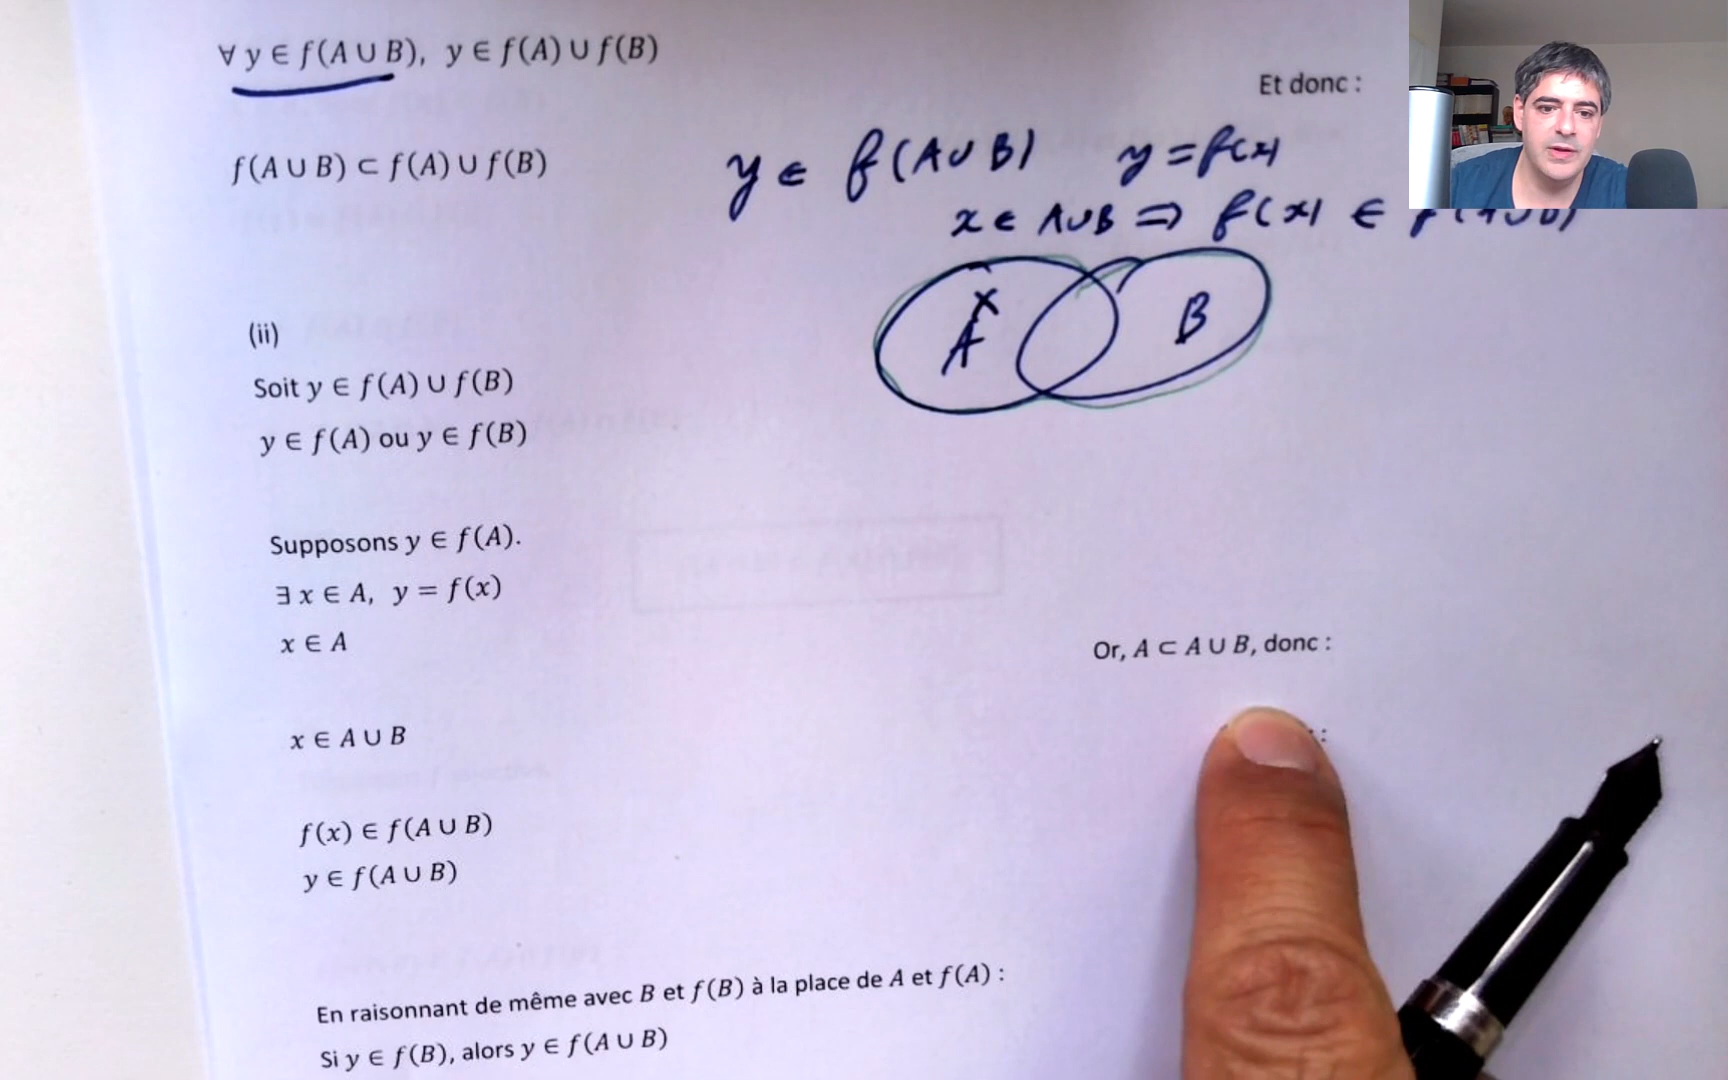 ∀ y ∈ f(A ∪ B), y ∈ f(A) ∪ f(B)
Et donc :
f(A ∪ B) ⊂ f(A) ∪ f(B)
y ∈ f(A∪B) y = f(x)
x ∈ A∪B ⇒ f(x) ∈ f(A∪B)
x
A
B
(ii)
Soit y ∈ f(A) ∪ f(B)
y ∈ f(A) ou y ∈ f(B)
Supposons y ∈ f(A).
∃ x ∈ A, y = f(x)
x ∈ A
Or, A ⊂ A ∪ B, donc :
x ∈ A ∪ B
:
f(x) ∈ f(A ∪ B)
y ∈ f(A ∪ B)
En raisonnant de même avec B et f(B) à la place de A et f(A) :
Si y ∈ f(B), alors y ∈ f(A ∪ B)